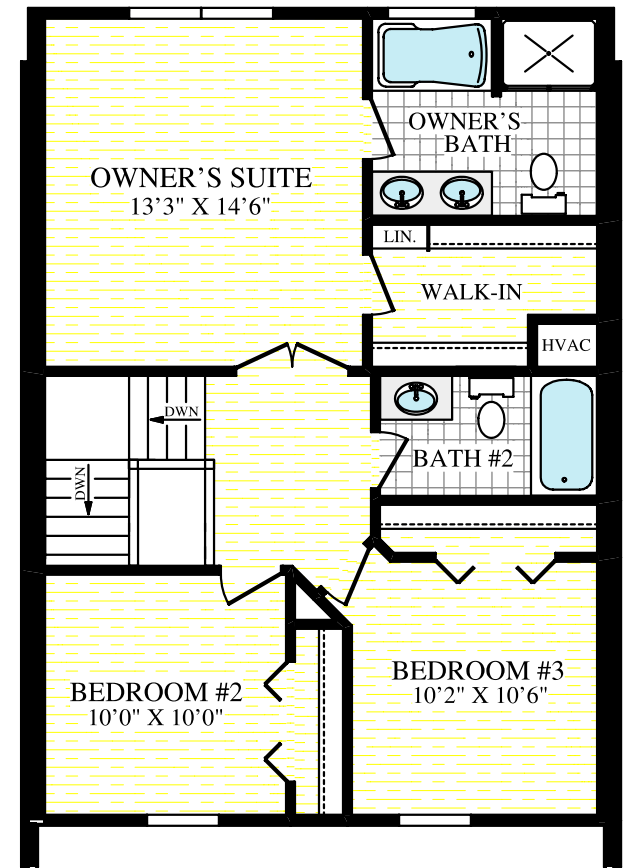 OWNER'S
BATH
OWNER'S SUITE
13'3" X 14'6"
LIN.
WALK-IN
HVAC
DWN
BATH #2
DWN
BEDROOM #3
10'2" X 10'6"
BEDROOM #2
10'0" X 10'0"